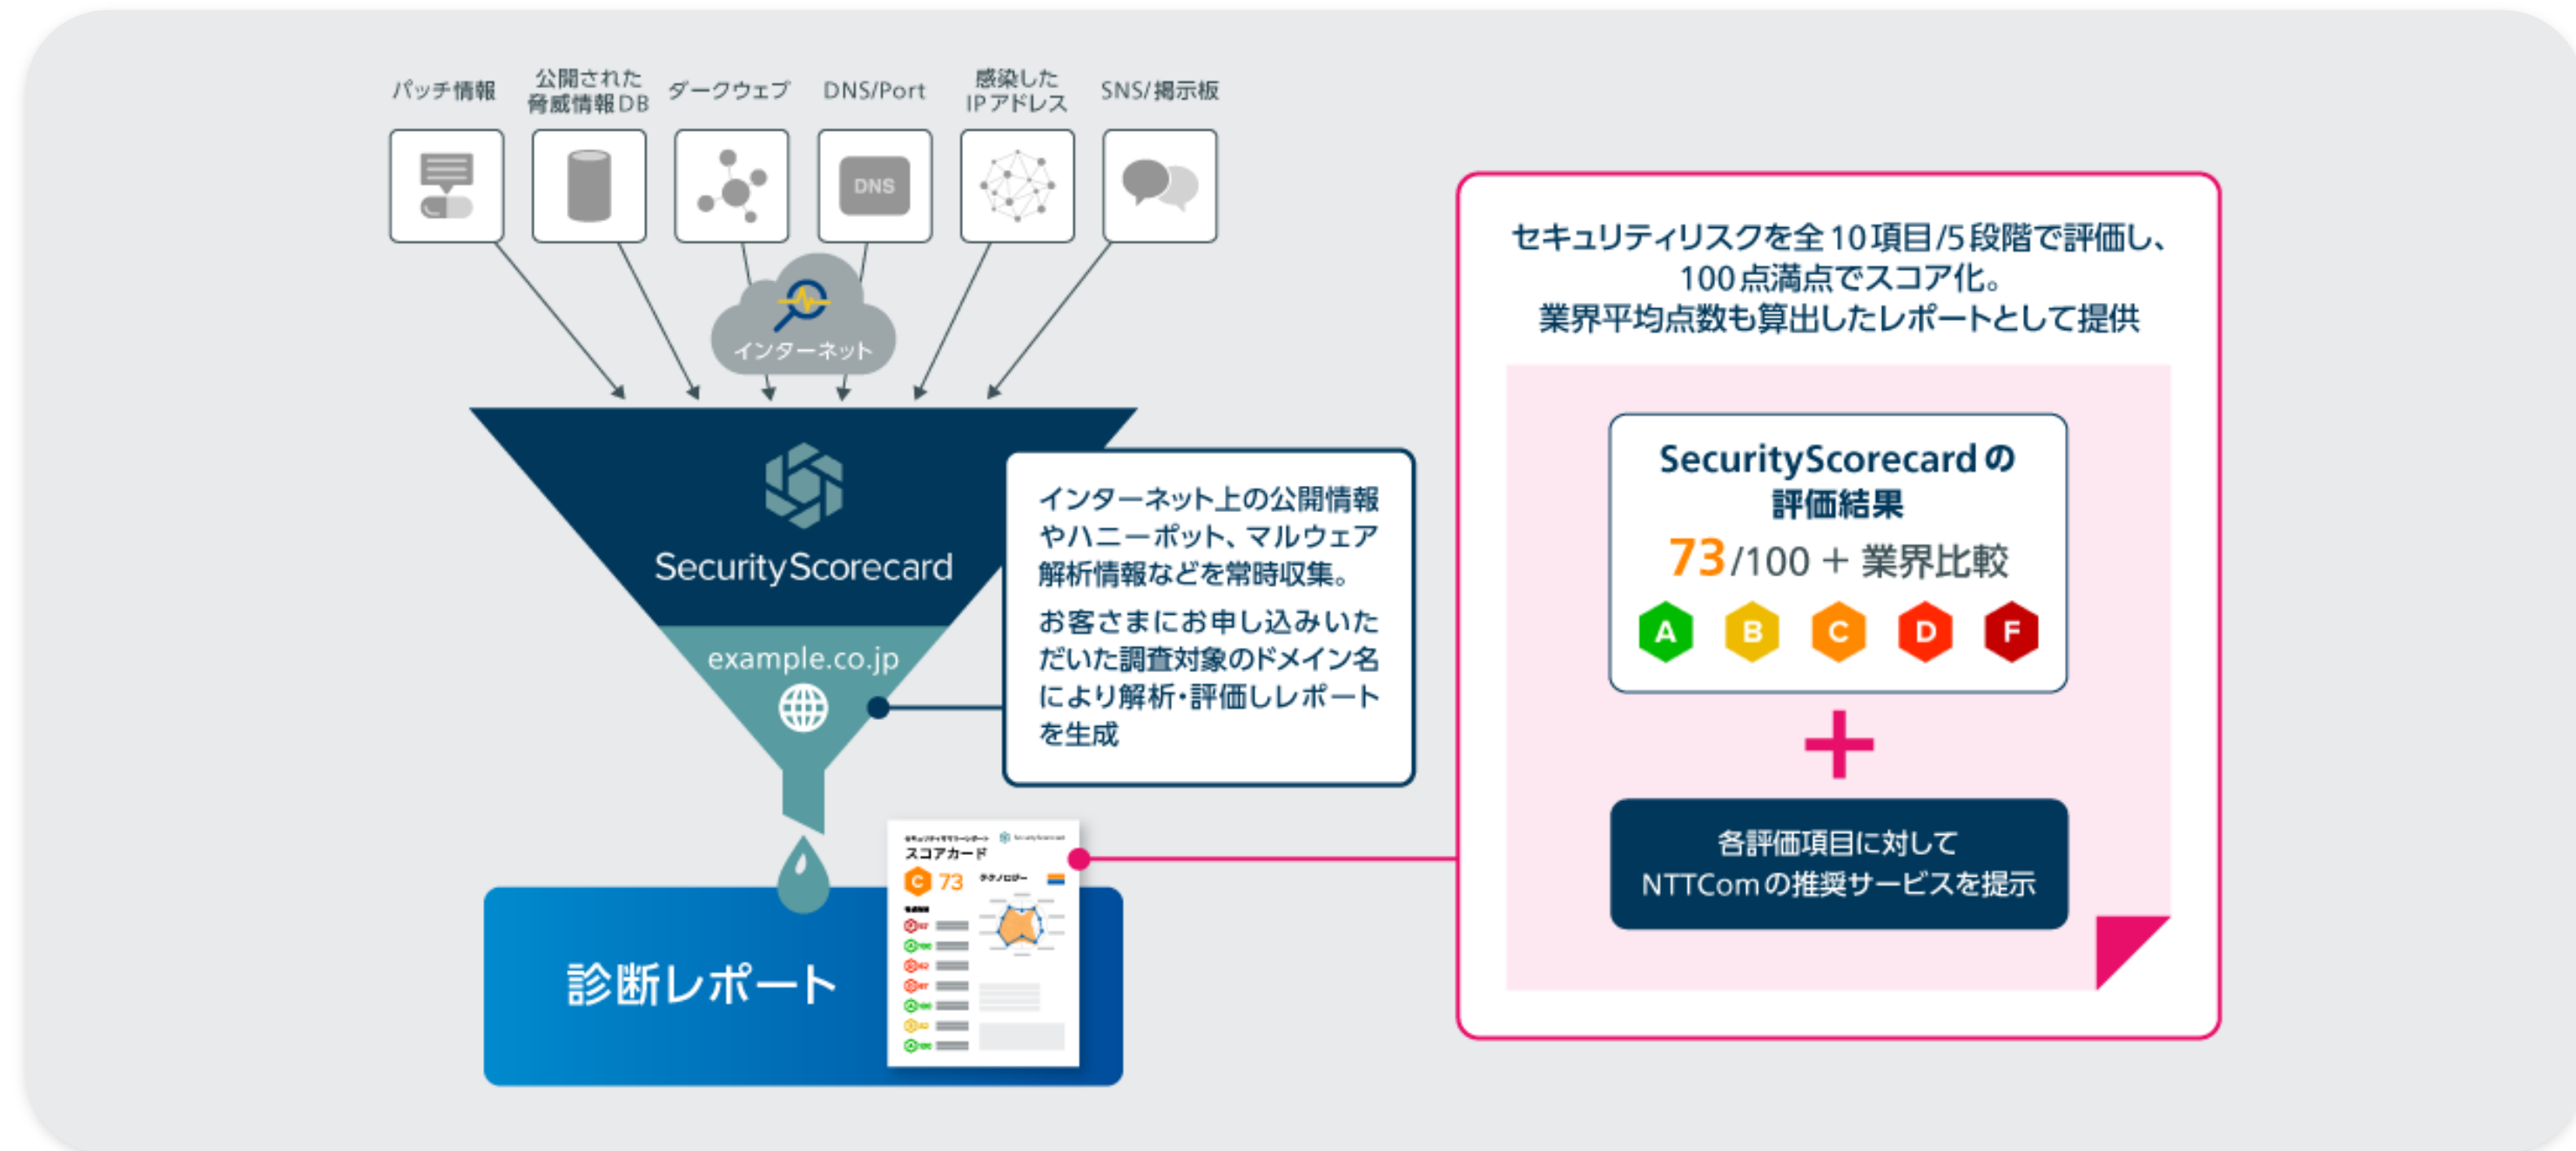 パッチ情報
公開された
脅威情報DB
ダークウェブ
DNS/Port
感染した
IPアドレス
SNS/掲示板
DNS
インターネット
SecurityScorecard
example.co.jp
インターネット上の公開情報
やハニーポット、マルウェア
解析情報などを常時収集。
お客さまにお申し込みいた
だいた調査対象のドメイン名
により解析・評価しレポート
を生成
診断レポート
スコアカード
C 73
テクノロジー
セキュリティリスクを全10項目/5段階で評価し、
100点満点でスコア化。
業界平均点数も算出したレポートとして提供
SecurityScorecardの
評価結果
73/100 + 業界比較
A B C D F
各評価項目に対して
NTTComの推奨サービスを提示